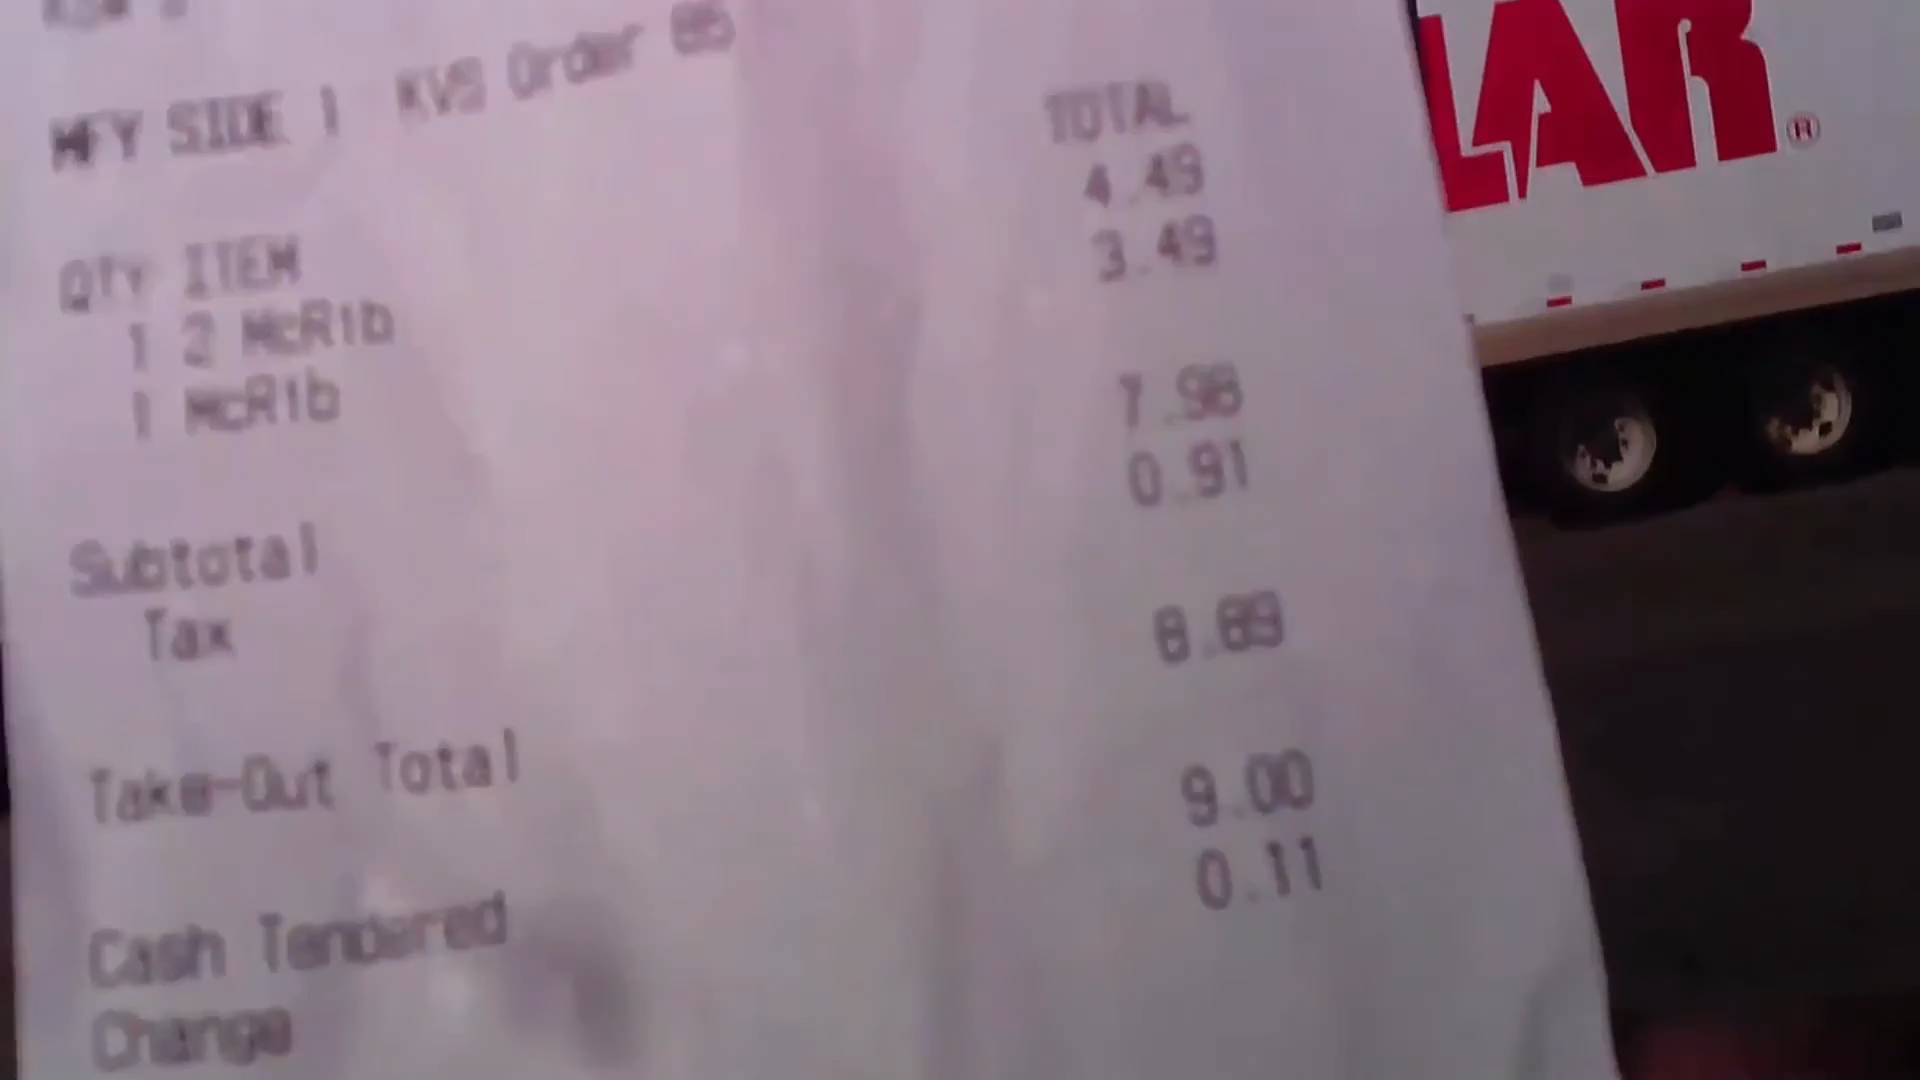 MFY SIDE 1 KVS Order 65
QTY ITEM TOTAL
1 2 McRib 4.49
1 McRib 3.49
Subtotal 7.98
Tax 0.91
Take-Out Total 8.89
Cash Tendered 9.00
Change 0.11
LAR®